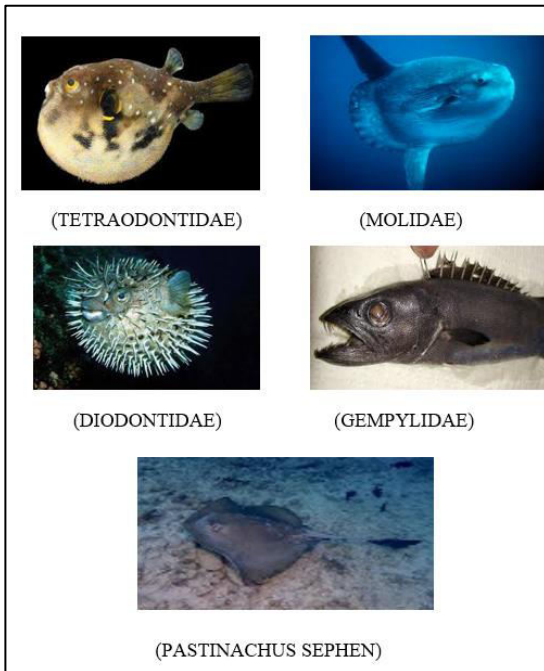 (TETRAODONTIDAE)
(MOLIDAE)
(DIODONTIDAE)
(GEMPYLIDAE)
(PASTINACHUS SEPHEN)